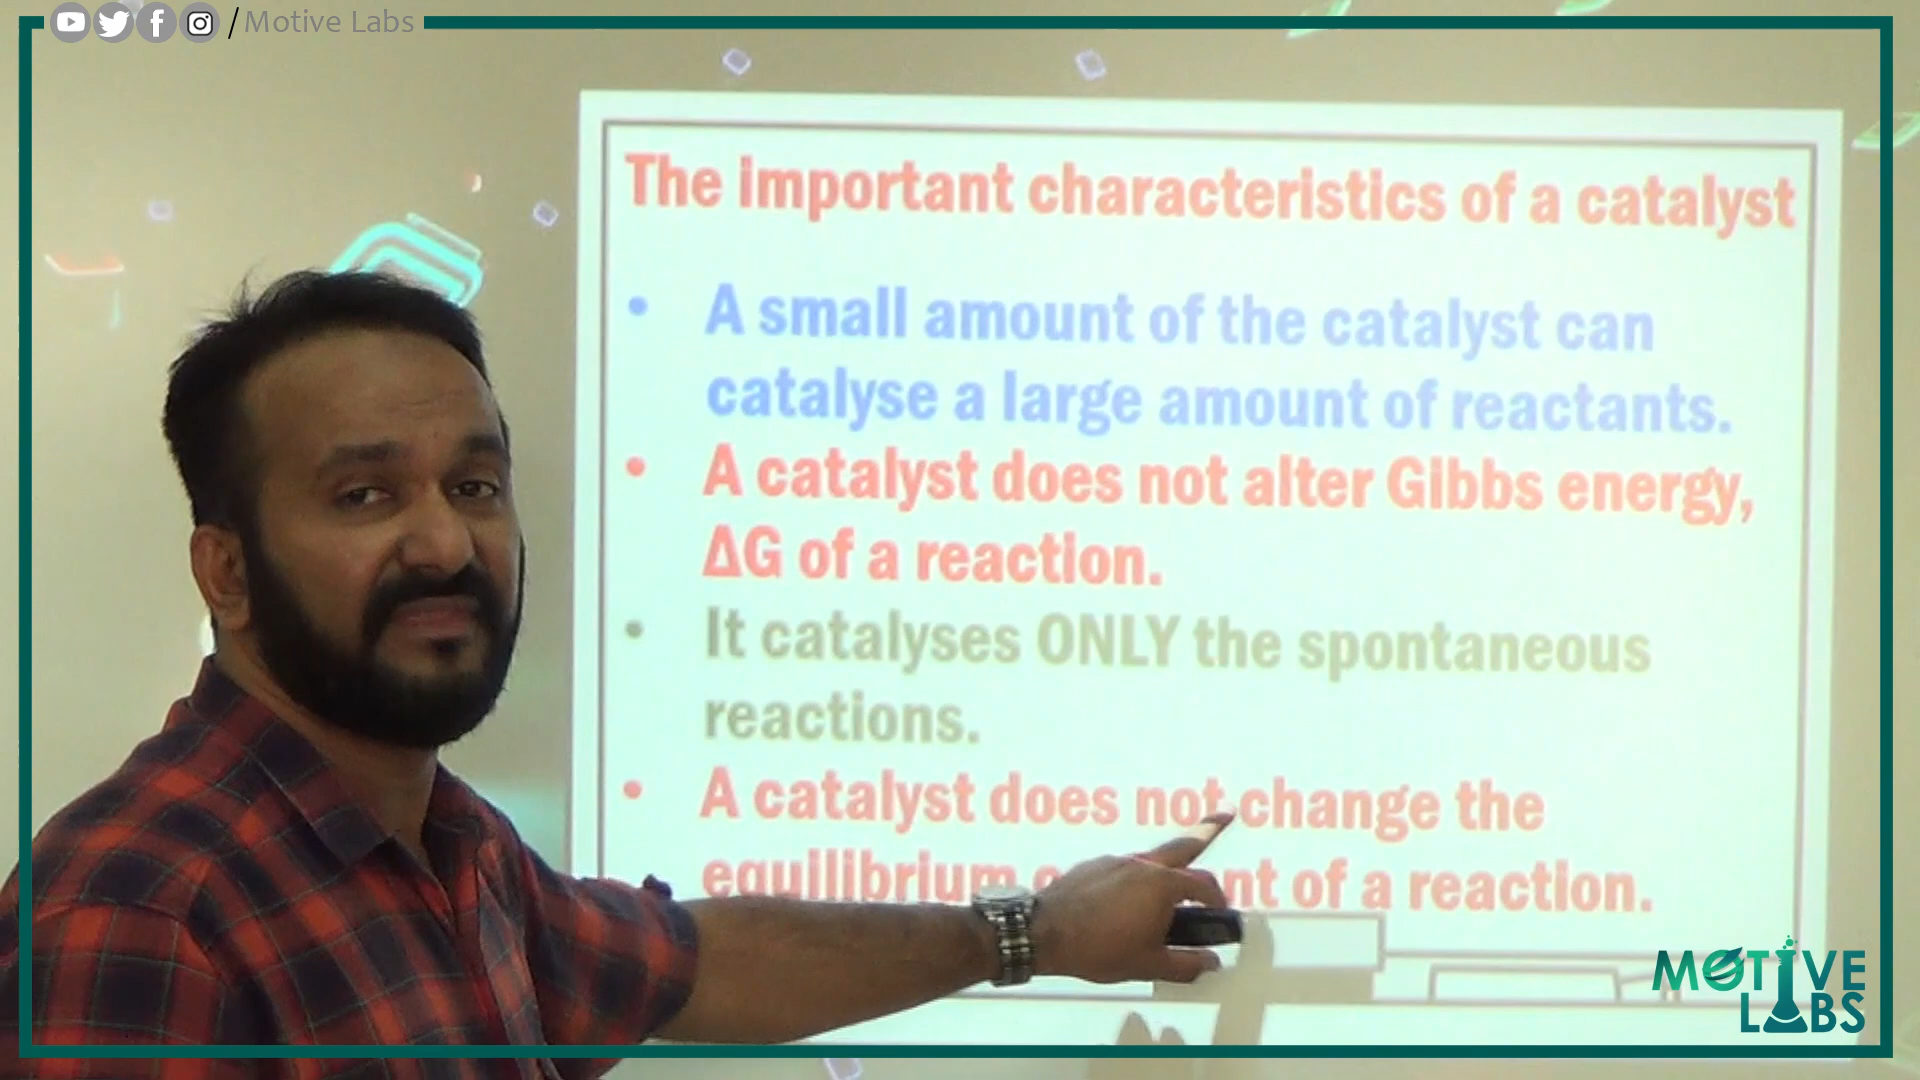 / Motive Labs
The important characteristics of a catalyst
• A small amount of the catalyst can
catalyse a large amount of reactants.
• A catalyst does not alter Gibbs energy,
ΔG of a reaction.
• It catalyses ONLY the spontaneous
reactions.
• A catalyst does not change the
equilibrium of a reaction.
MOTIVE
LABS